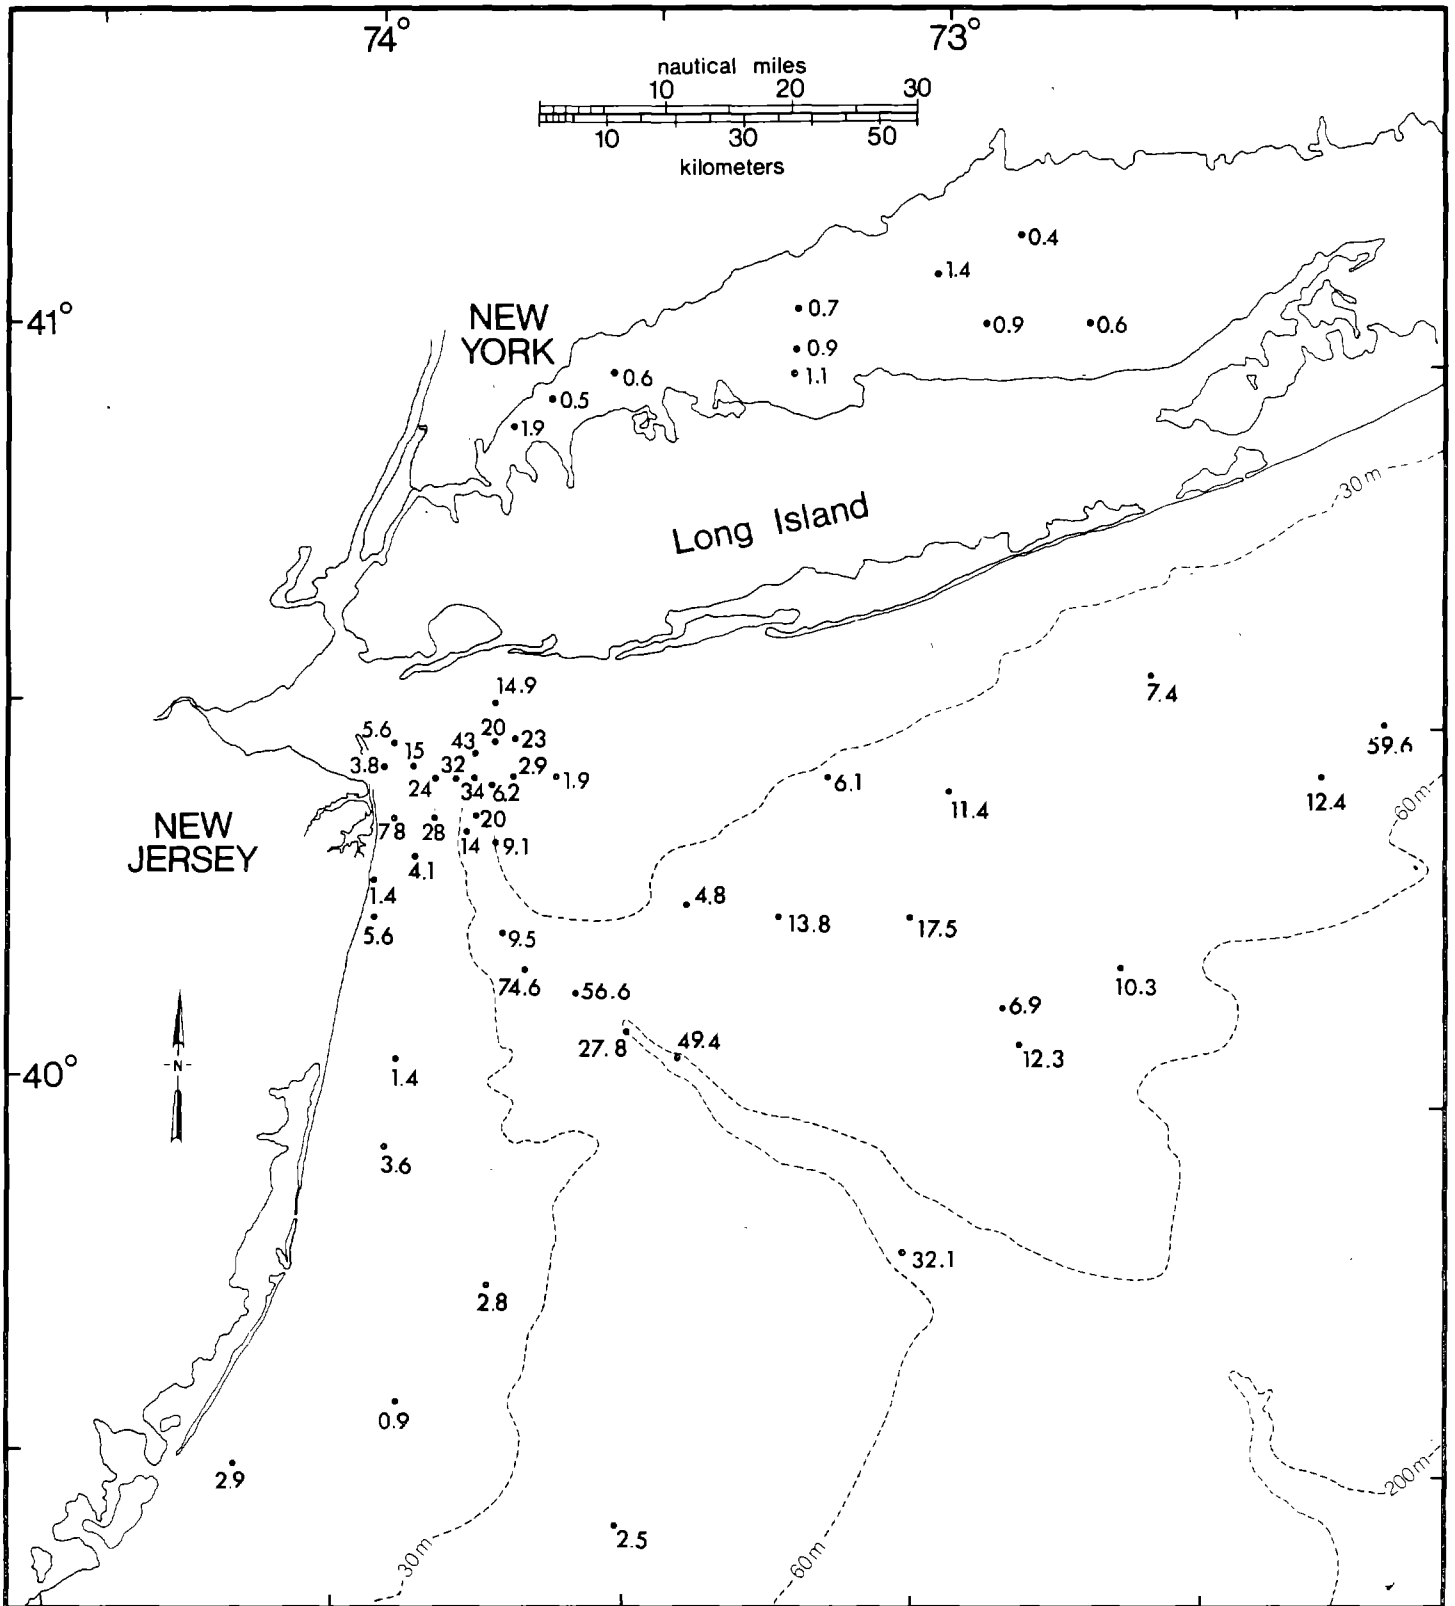 74° 73°
nautical miles
10 20 30
10 30 50
kilometers
0.4
1.4
41°
NEW
YORK
0.7
0.9 0.6
0.9
0.6 1.1
0.5
1.9
30m
Long Island
14.9
7.4
5.6 43 20 23
15
59.6
3.8 32 2.9 1.9 6.1
24 34 6.2 11.4 12.4
60m
NEW
JERSEY
78 28 20
14 9.1
4.1
1.4 4.8
5.6 9.5 13.8 17.5
74.6 56.6 10.3
6.9
27.8 49.4
12.3
N
40°
1.4
3.6
32.1
2.8
0.9
2.9
200m
2.5
30m 60m